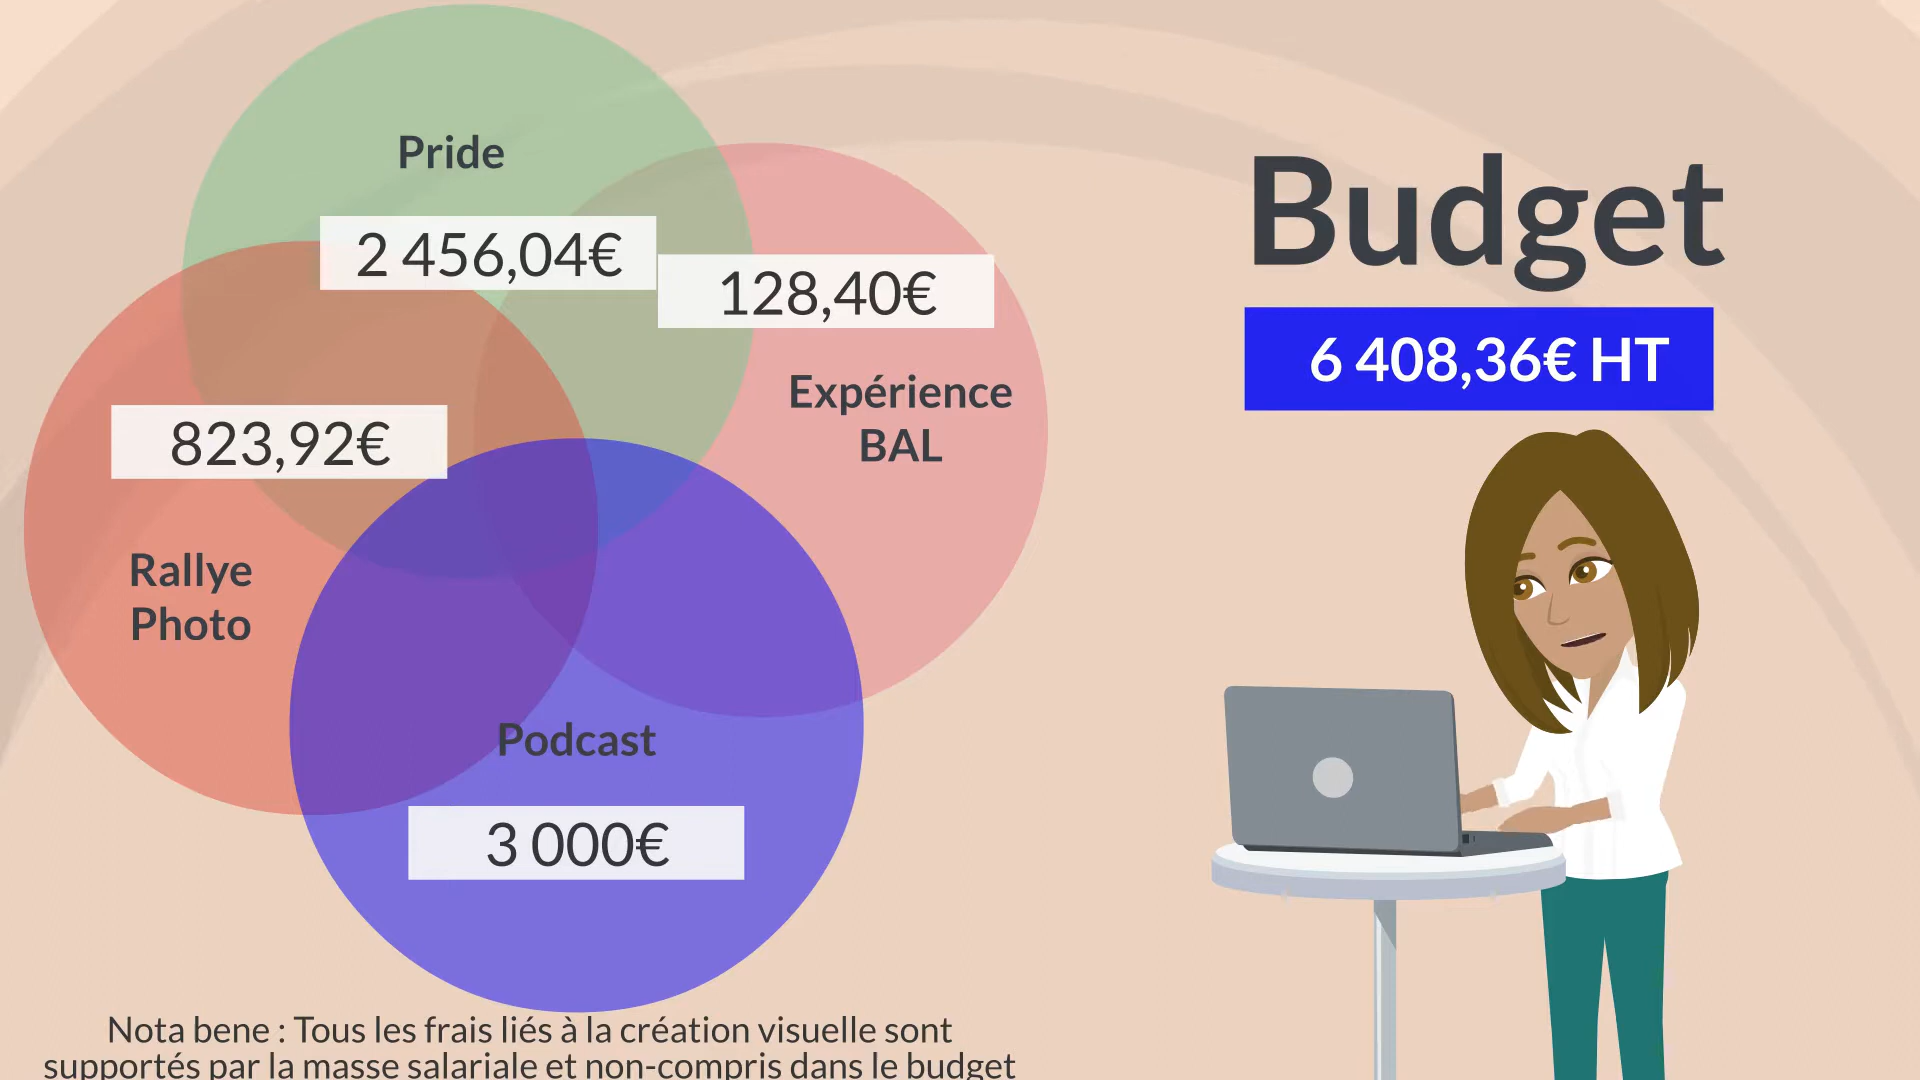 Pride
2 456,04€
128,40€
Expérience
BAL
823,92€
Rallye
Photo
Podcast
3 000€
Nota bene : Tous les frais liés à la création visuelle sont
supportés par la masse salariale et non-compris dans le budget
Budget
6 408,36€ HT